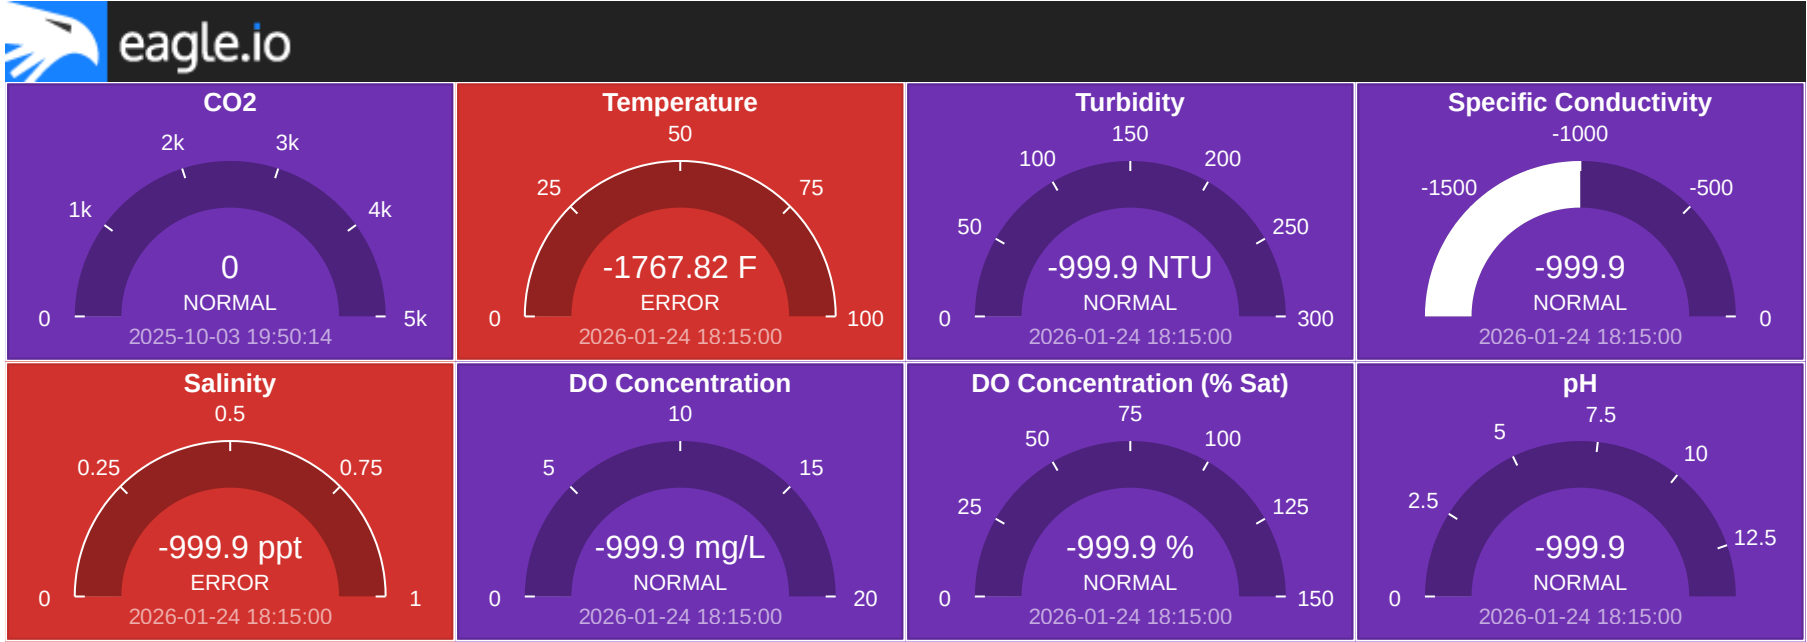 eagle.io
CO2
0
1k
2k
3k
4k
5k
0
NORMAL
2025-10-03 19:50:14
Temperature
0
25
50
75
100
-1767.82 F
ERROR
2026-01-24 18:15:00
Turbidity
0
50
100
150
200
250
300
-999.9 NTU
NORMAL
2026-01-24 18:15:00
Specific Conductivity
-1500
-1000
-500
0
-999.9
NORMAL
2026-01-24 18:15:00
Salinity
0
0.25
0.5
0.75
1
-999.9 ppt
ERROR
2026-01-24 18:15:00
DO Concentration
0
5
10
15
20
-999.9 mg/L
NORMAL
2026-01-24 18:15:00
DO Concentration (% Sat)
0
25
50
75
100
125
150
-999.9 %
NORMAL
2026-01-24 18:15:00
pH
0
2.5
5
7.5
10
12.5
-999.9
NORMAL
2026-01-24 18:15:00